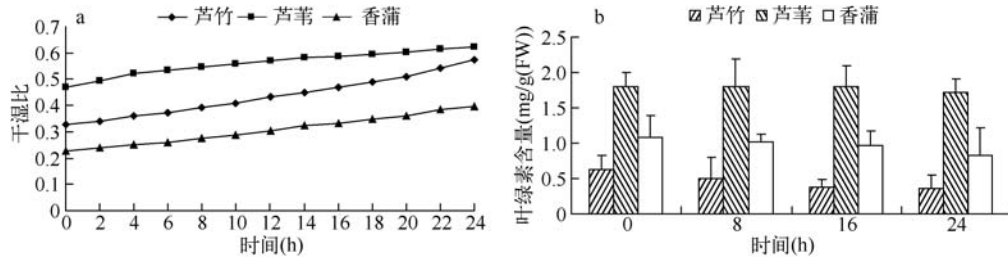 a
芦竹 芦苇 香蒲
0.7
0.6
0.5
0.4
0.3
0.2
0.1
0
干湿比
0 2 4 6 8 10 12 14 16 18 20 22 24
时间(h)
b
芦竹 芦苇 香蒲
2.5
2.0
1.5
1.0
0.5
0
叶绿素含量(mg/g(FW))
0 8 16 24
时间(h)